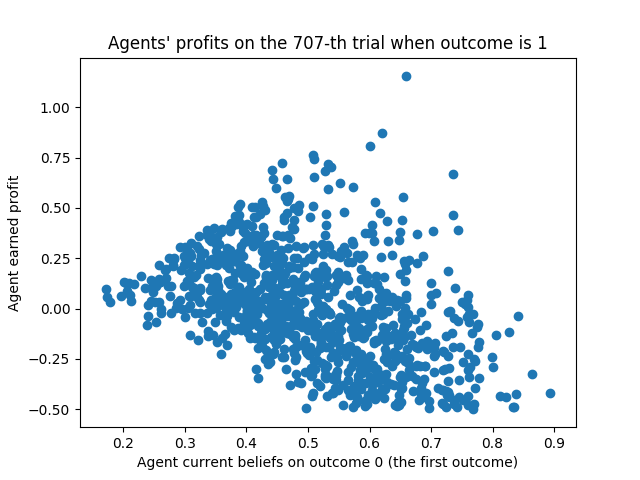 Agents' profits on the 707-th trial when outcome is 1
1.00
0.75
0.50
0.25
0.00
−0.25
−0.50
Agent earned profit
0.2 0.3 0.4 0.5 0.6 0.7 0.8 0.9
Agent current beliefs on outcome 0 (the first outcome)